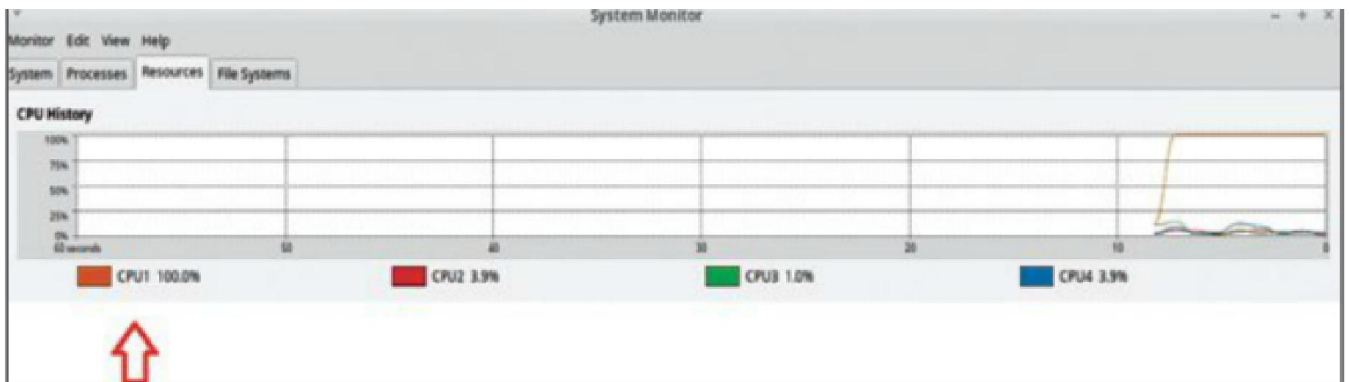 System Monitor
Monitor Edit View Help
System Processes Resources File Systems
CPU History
100%
75%
50%
25%
0%
60 seconds 50 40 30 20 10 0
CPU1 100.0% CPU2 3.9% CPU3 1.0% CPU4 3.9%